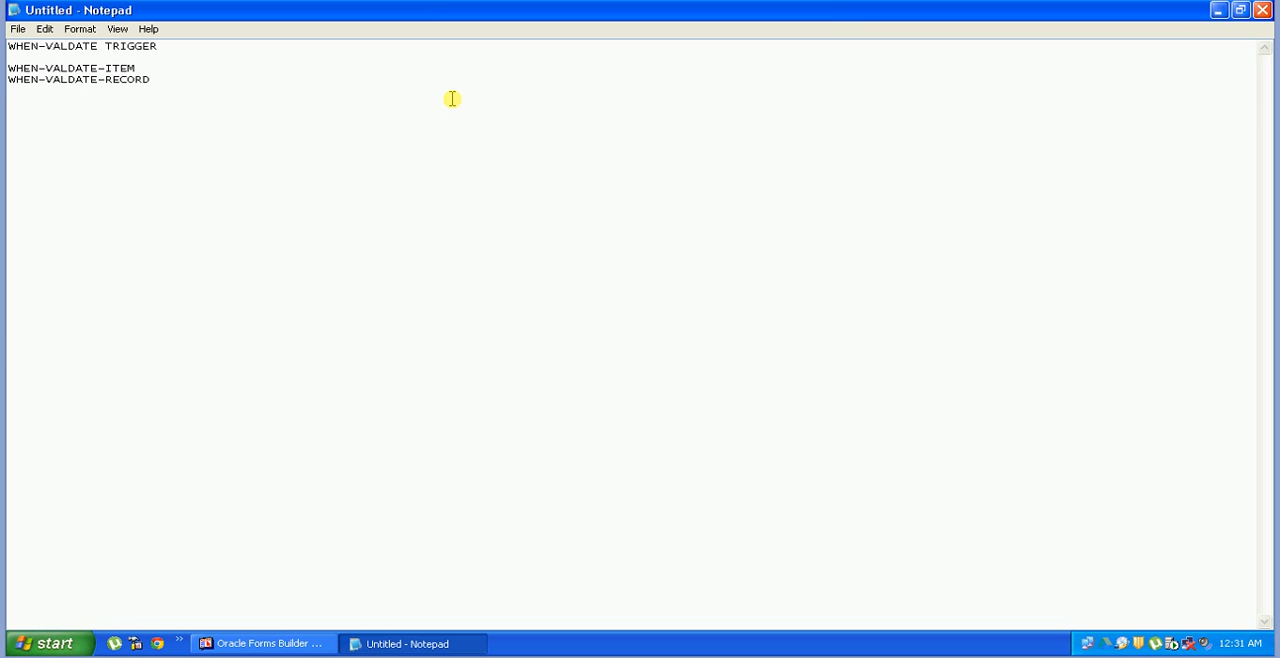 Untitled - Notepad
File Edit Format View Help
WHEN-VALDATE TRIGGER
WHEN-VALDATE-ITEM
WHEN-VALDATE-RECORD
start
Oracle Forms Builder ...
Untitled - Notepad
12:31 AM